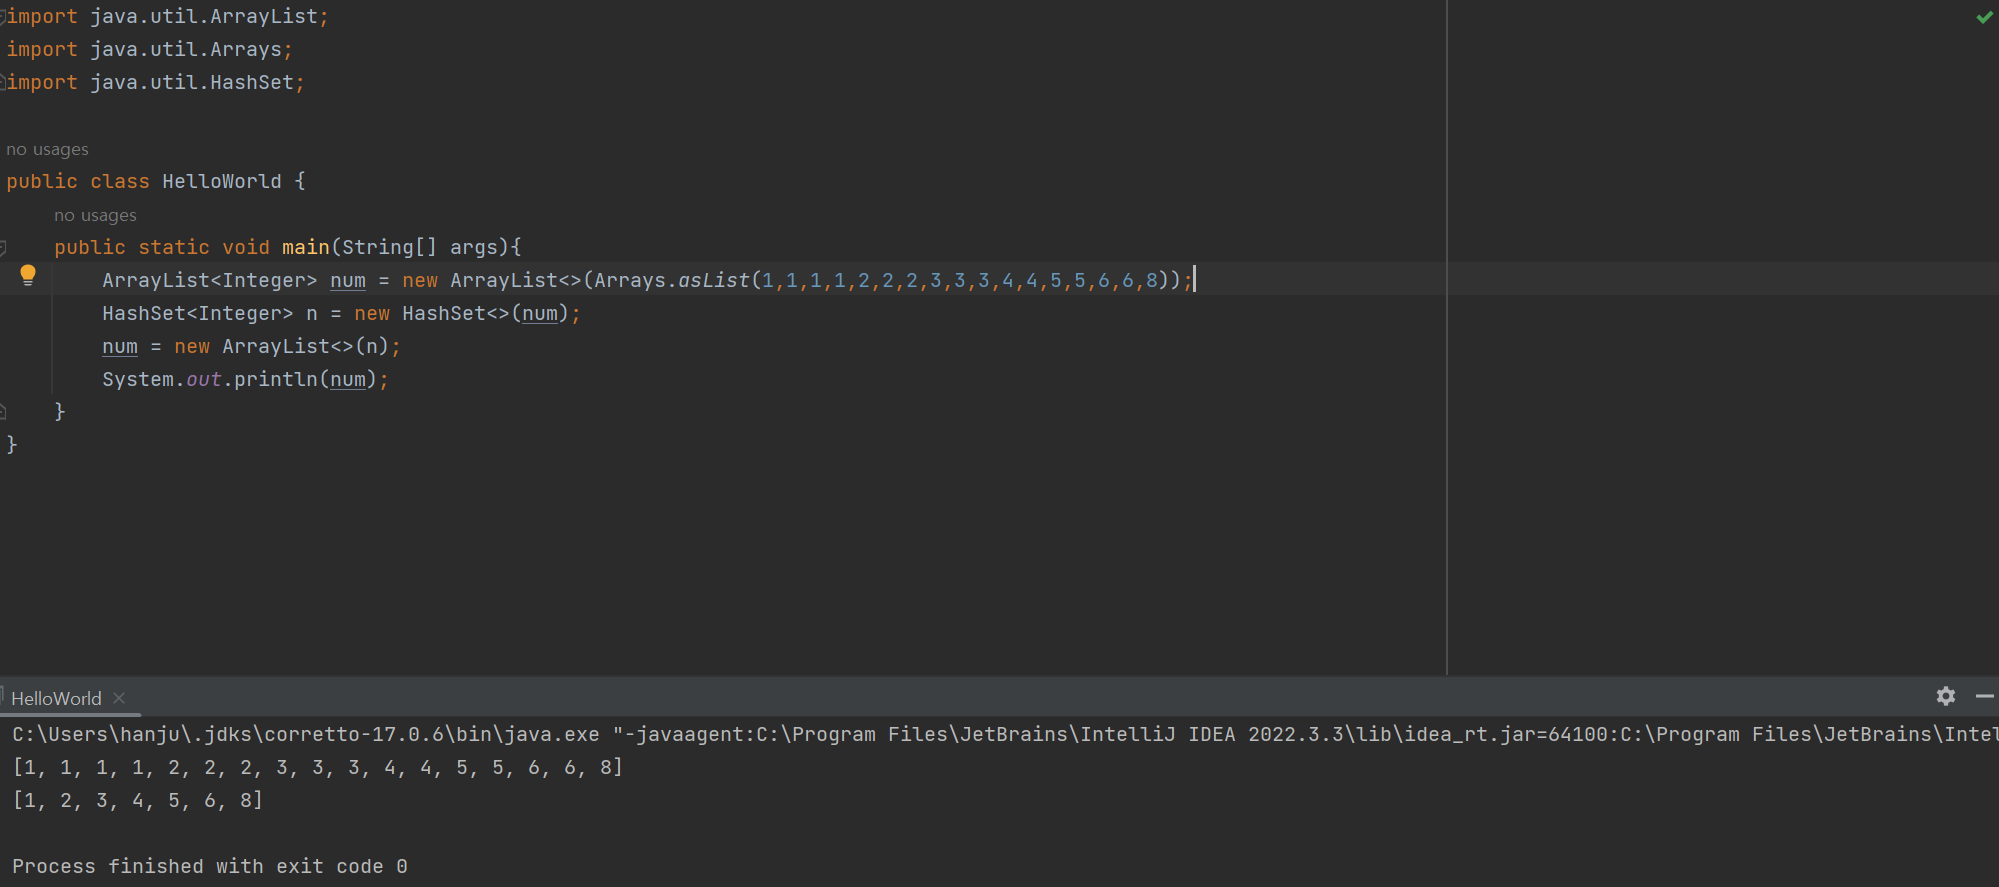 import java.util.ArrayList;
import java.util.Arrays;
import java.util.HashSet;
no usages
public class HelloWorld {
no usages
public static void main(String[] args){
ArrayList<Integer> num = new ArrayList<>(Arrays.asList(1,1,1,1,2,2,2,3,3,3,4,4,5,5,6,6,8));
HashSet<Integer> n = new HashSet<>(num);
num = new ArrayList<>(n);
System.out.println(num);
}
}
HelloWorld
C:\Users\hanju\.jdks\corretto-17.0.6\bin\java.exe "-javaagent:C:\Program Files\JetBrains\IntelliJ IDEA 2022.3.3\lib\idea_rt.jar=64100:C:\Program Files\JetBrains\Intel
[1, 1, 1, 1, 2, 2, 2, 3, 3, 3, 4, 4, 5, 5, 6, 6, 8]
[1, 2, 3, 4, 5, 6, 8]
Process finished with exit code 0